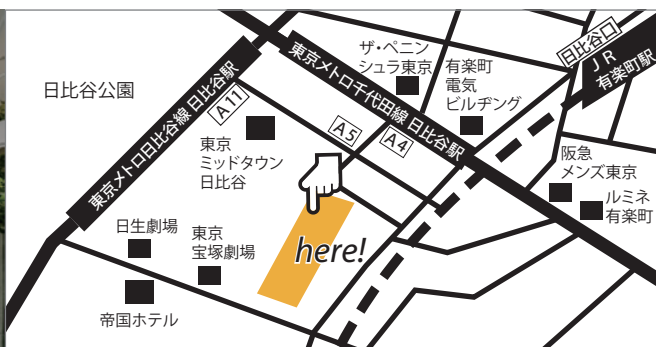 日比谷口
JR
有楽町駅
ザ・ペニン
シュラ東京
有楽町
電気
ビルヂング
東京メトロ千代田線 日比谷駅
日比谷公園
東京メトロ日比谷線 日比谷駅
A11
A5
A4
東京
ミッドタウン
日比谷
阪急
メンズ東京
ルミネ
有楽町
日生劇場
東京
宝塚劇場
here!
帝国ホテル